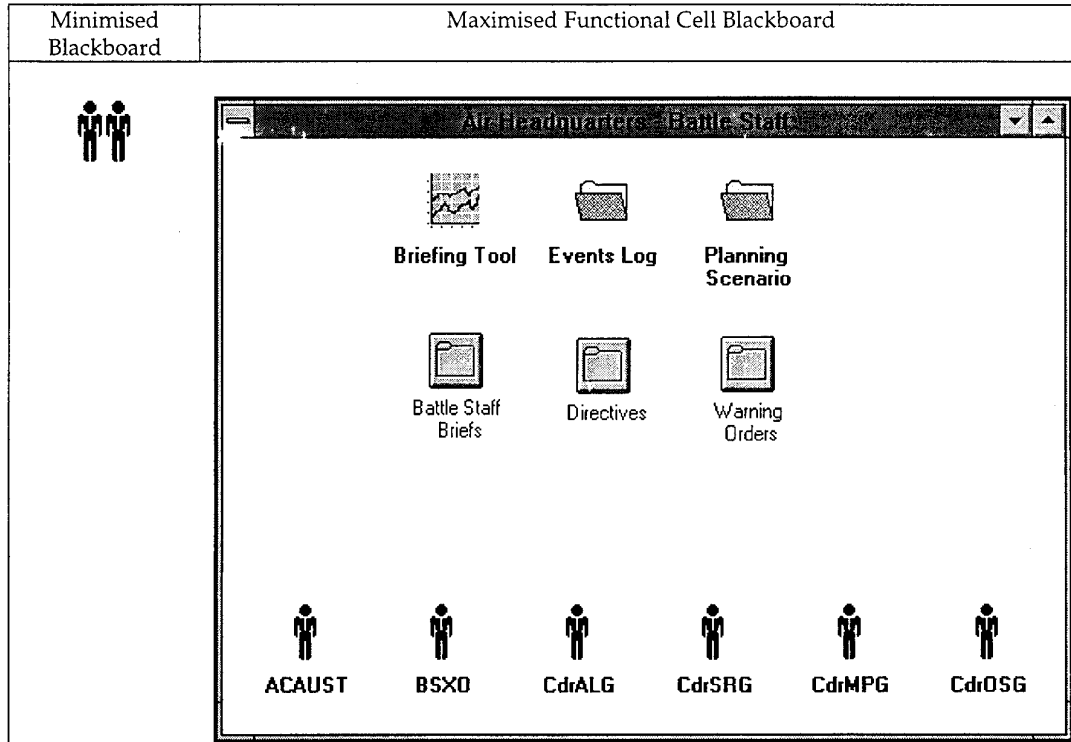 Minimised
Blackboard
Maximised Functional Cell Blackboard
Air Headquarters - Battle Staff
Briefing Tool
Events Log
Planning
Scenario
Battle Staff
Briefs
Directives
Warning
Orders
ACAUST
BSXO
CdrALG
CdrSRG
CdrMPG
CdrOSG